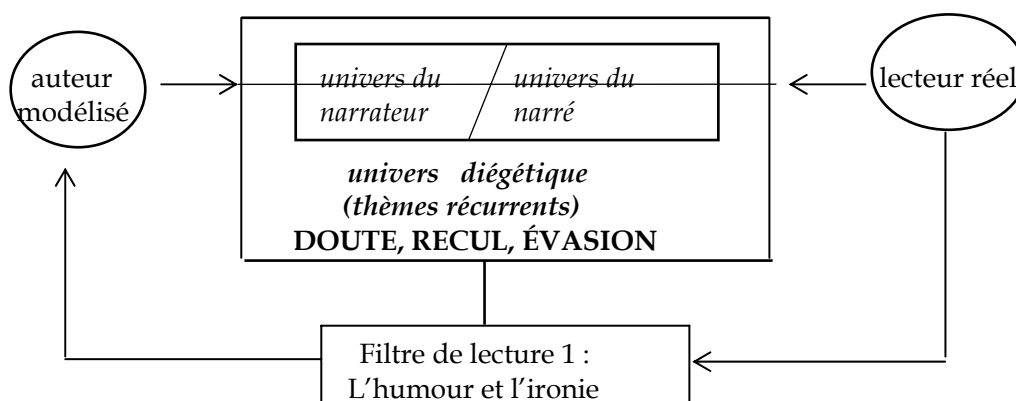 auteur
modélisé
univers du
narrateur
univers du
narré
lecteur réel
univers diégétique
(thèmes récurrents)
DOUTE, RECUL, ÉVASION
Filtre de lecture 1 :
L'humour et l'ironie